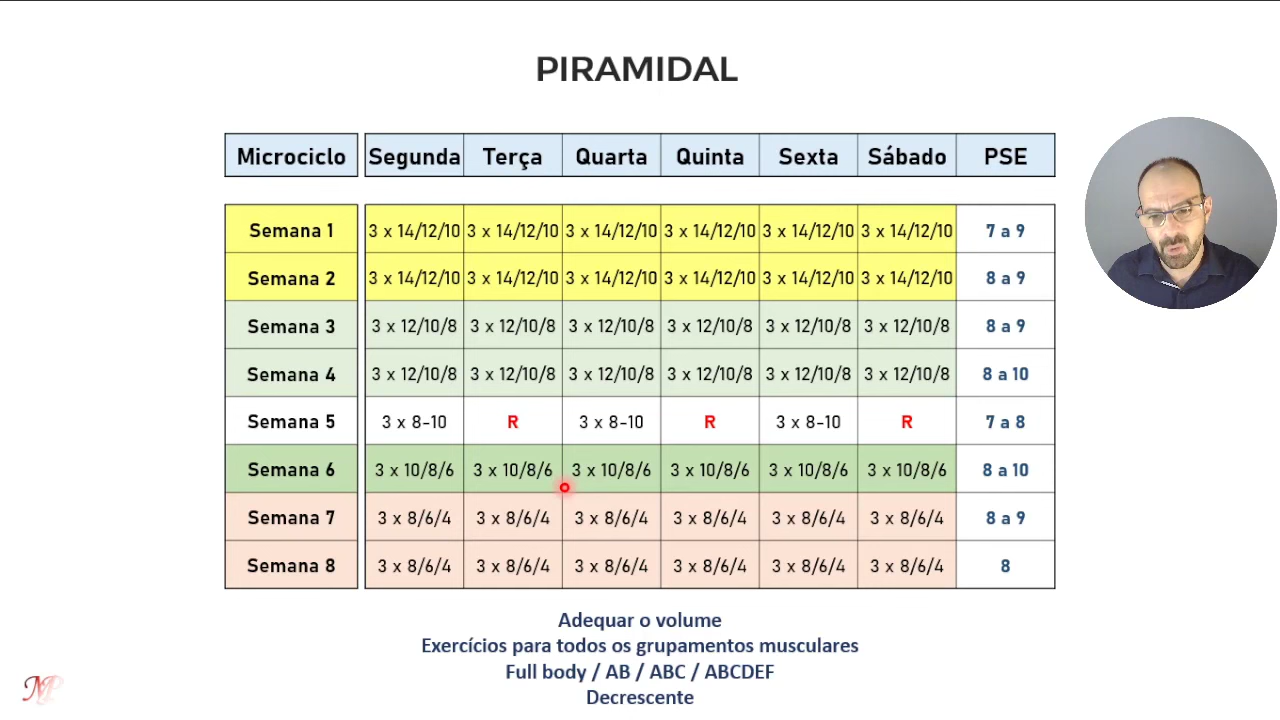 PIRAMIDAL
Microciclo Segunda Terça Quarta Quinta Sexta Sábado PSE
Semana 1 3 x 14/12/10 3 x 14/12/10 3 x 14/12/10 3 x 14/12/10 3 x 14/12/10 3 x 14/12/10 7 a 9
Semana 2 3 x 14/12/10 3 x 14/12/10 3 x 14/12/10 3 x 14/12/10 3 x 14/12/10 3 x 14/12/10 8 a 9
Semana 3 3 x 12/10/8 3 x 12/10/8 3 x 12/10/8 3 x 12/10/8 3 x 12/10/8 3 x 12/10/8 8 a 9
Semana 4 3 x 12/10/8 3 x 12/10/8 3 x 12/10/8 3 x 12/10/8 3 x 12/10/8 3 x 12/10/8 8 a 10
Semana 5 3 x 8-10 R 3 x 8-10 R 3 x 8-10 R 7 a 8
Semana 6 3 x 10/8/6 3 x 10/8/6 3 x 10/8/6 3 x 10/8/6 3 x 10/8/6 3 x 10/8/6 8 a 10
Semana 7 3 x 8/6/4 3 x 8/6/4 3 x 8/6/4 3 x 8/6/4 3 x 8/6/4 3 x 8/6/4 8 a 9
Semana 8 3 x 8/6/4 3 x 8/6/4 3 x 8/6/4 3 x 8/6/4 3 x 8/6/4 3 x 8/6/4 8
Adequar o volume
Exercícios para todos os grupamentos musculares
Full body / AB / ABC / ABCDEF
Decrescente
MP